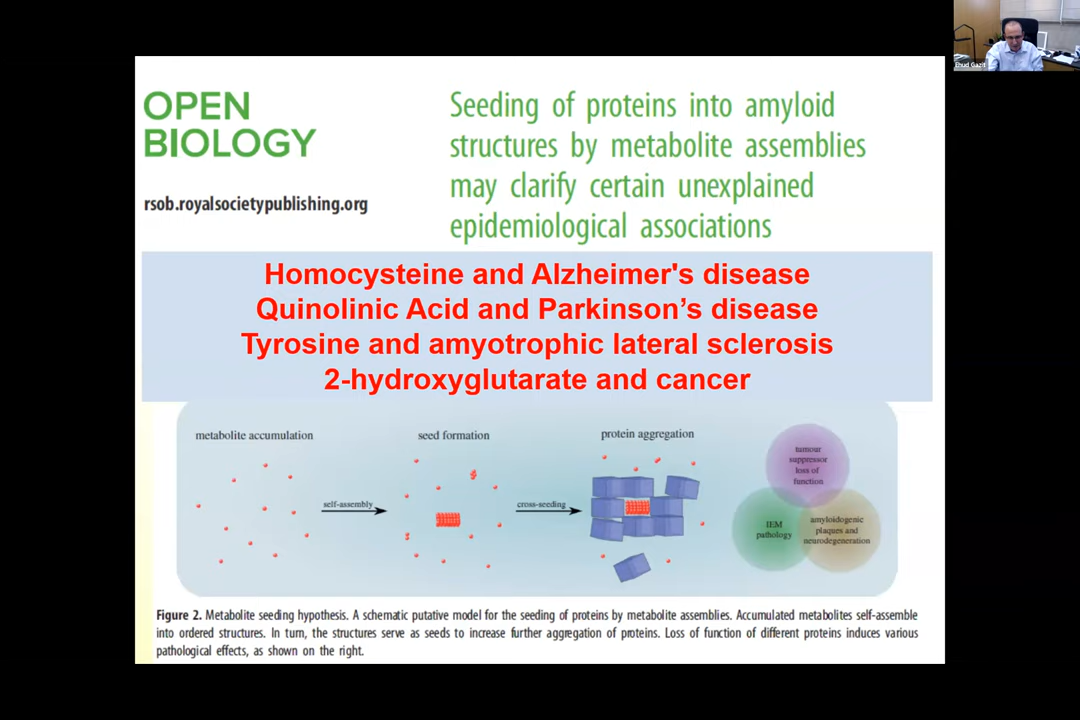 Ehud Gazit
OPEN
BIOLOGY
rsob.royalsocietypublishing.org
Seeding of proteins into amyloid
structures by metabolite assemblies
may clarify certain unexplained
epidemiological associations
Homocysteine and Alzheimer's disease
Quinolinic Acid and Parkinson’s disease
Tyrosine and amyotrophic lateral sclerosis
2-hydroxyglutarate and cancer
metabolite accumulation
self-assembly
seed formation
cross-seeding
protein aggregation
tumour
suppressor
loss of
function
IEM
pathology
amyloidogenic
plaques and
neurodegeneration
Figure 2. Metabolite seeding hypothesis. A schematic putative model for the seeding of proteins by metabolite assemblies. Accumulated metabolites self-assemble
into ordered structures. In turn, the structures serve as seeds to increase further aggregation of proteins. Loss of function of different proteins induces various
pathological effects, as shown on the right.